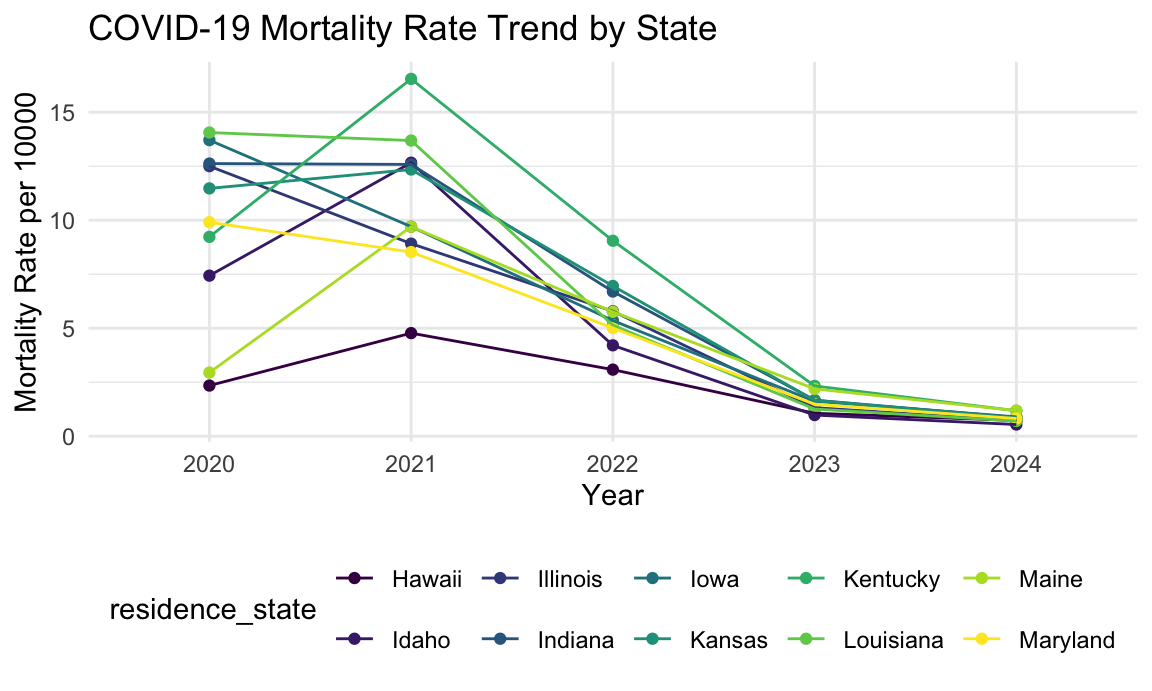 COVID-19 Mortality Rate Trend by State
Mortality Rate per 10000
15
10
5
0
2020 2021 2022 2023 2024
Year
residence_state
Hawaii Illinois Iowa Kentucky Maine
Idaho Indiana Kansas Louisiana Maryland